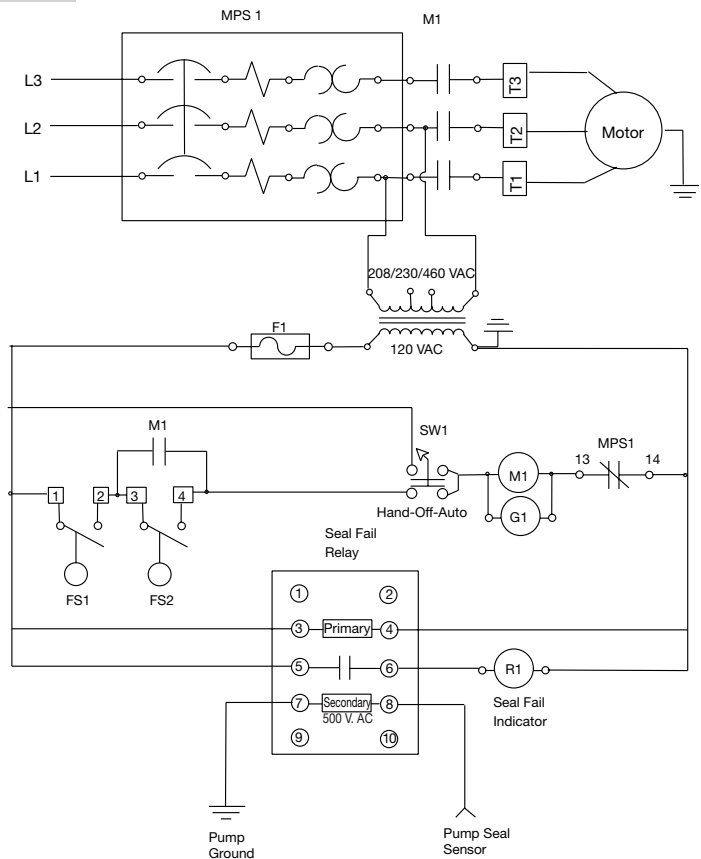 MPS 1
M1
L3
T3
L2
T2
Motor
L1
T1
208/230/460 VAC
F1
120 VAC
M1
SW1
MPS1
13
14
1
2
3
4
M1
G1
Hand-Off-Auto
FS1
FS2
Seal Fail
Relay
1
2
3
Primary
4
5
6
R1
7
Secondary
8
500 V. AC
Seal Fail
Indicator
9
10
Pump
Ground
Pump Seal
Sensor